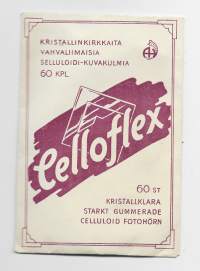 KRISTALLINKIRKKAITA
VAHVALIIMAISIA
SELLULOIDI-KUVAKULMIA
60 KPL
Celloflex
60 ST
KRISTALLKLARA
STARKT GUMMERADE
CELLULOID FOTOHÖRN